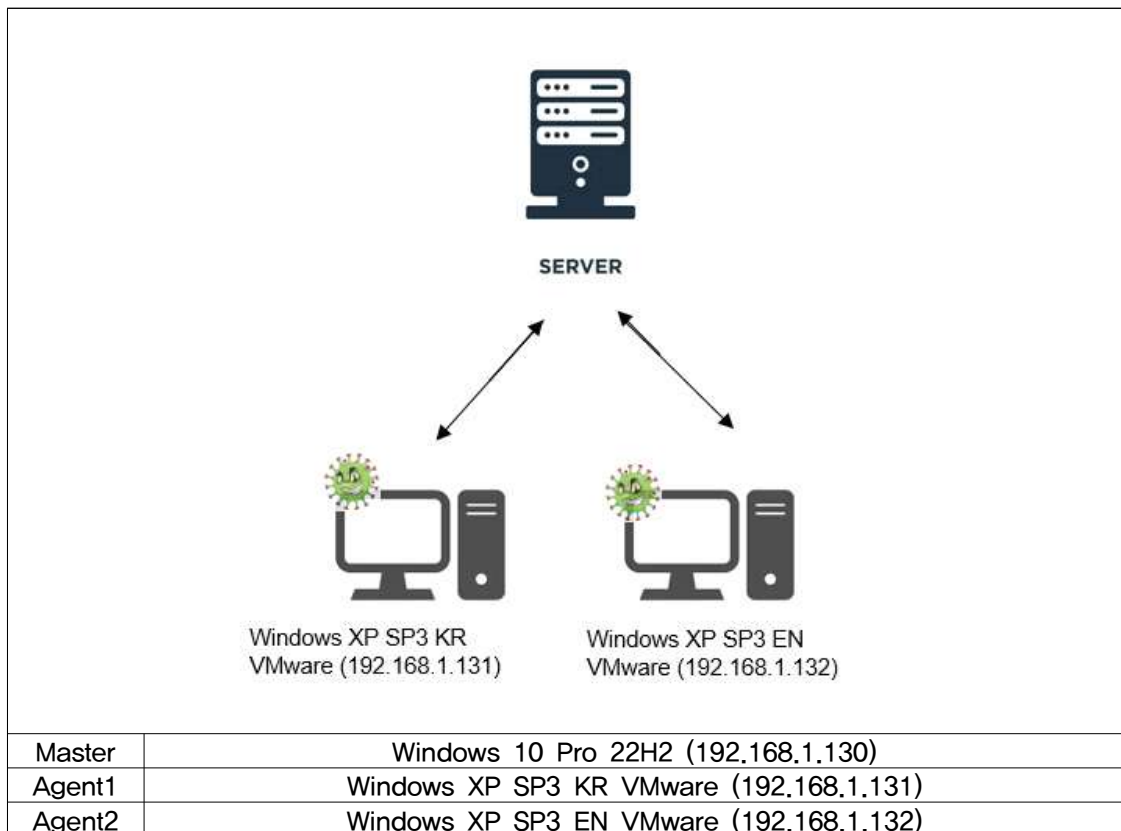 SERVER
Windows XP SP3 KR
VMware (192.168.1.131)
Windows XP SP3 EN
VMware (192.168.1.132)
Master Windows 10 Pro 22H2 (192.168.1.130)
Agent1 Windows XP SP3 KR VMware (192.168.1.131)
Agent2 Windows XP SP3 EN VMware (192.168.1.132)